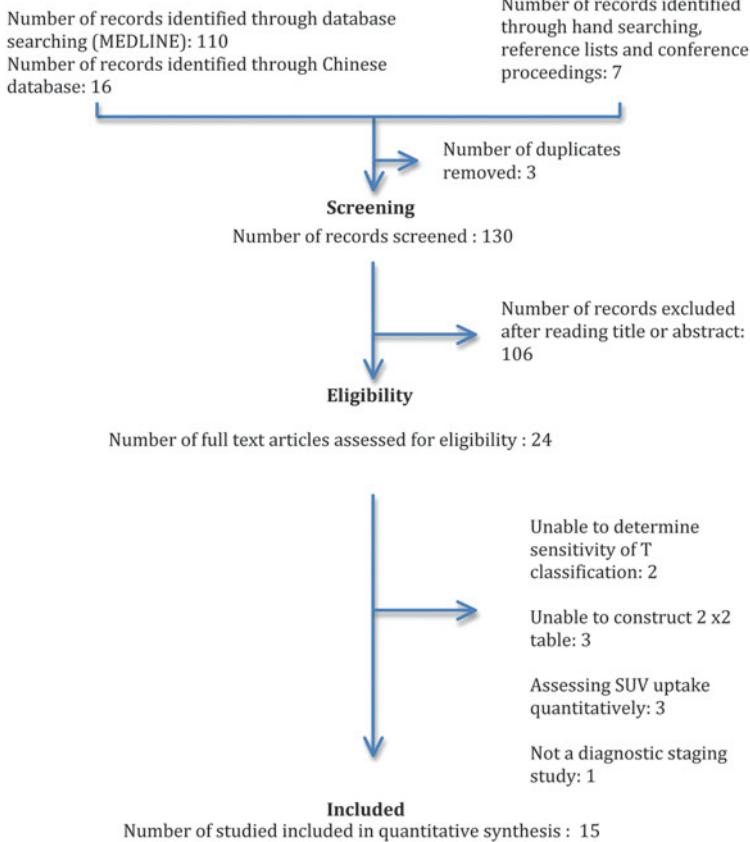 Number of records identified through database
searching (MEDLINE): 110
Number of records identified through Chinese
database: 16
Number of records identified
through hand searching,
reference lists and conference
proceedings: 7
Number of duplicates
removed: 3
Screening
Number of records screened : 130
Number of records excluded
after reading title or abstract:
106
Eligibility
Number of full text articles assessed for eligibility : 24
Unable to determine
sensitivity of T
classification: 2
Unable to construct 2 x2
table: 3
Assessing SUV uptake
quantitatively: 3
Not a diagnostic staging
study: 1
Included
Number of studied included in quantitative synthesis : 15